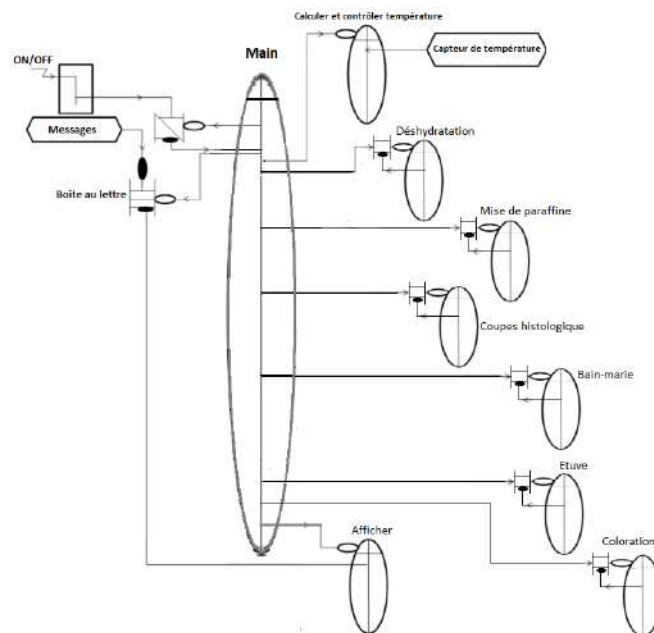 Calculer et contrôler température
ON/OFF
Main
Capteur de température
Messages
Déshydratation
Boite au lettre
Mise de paraffine
Coupes histologique
Bain-marie
Etuve
Afficher
Coloration